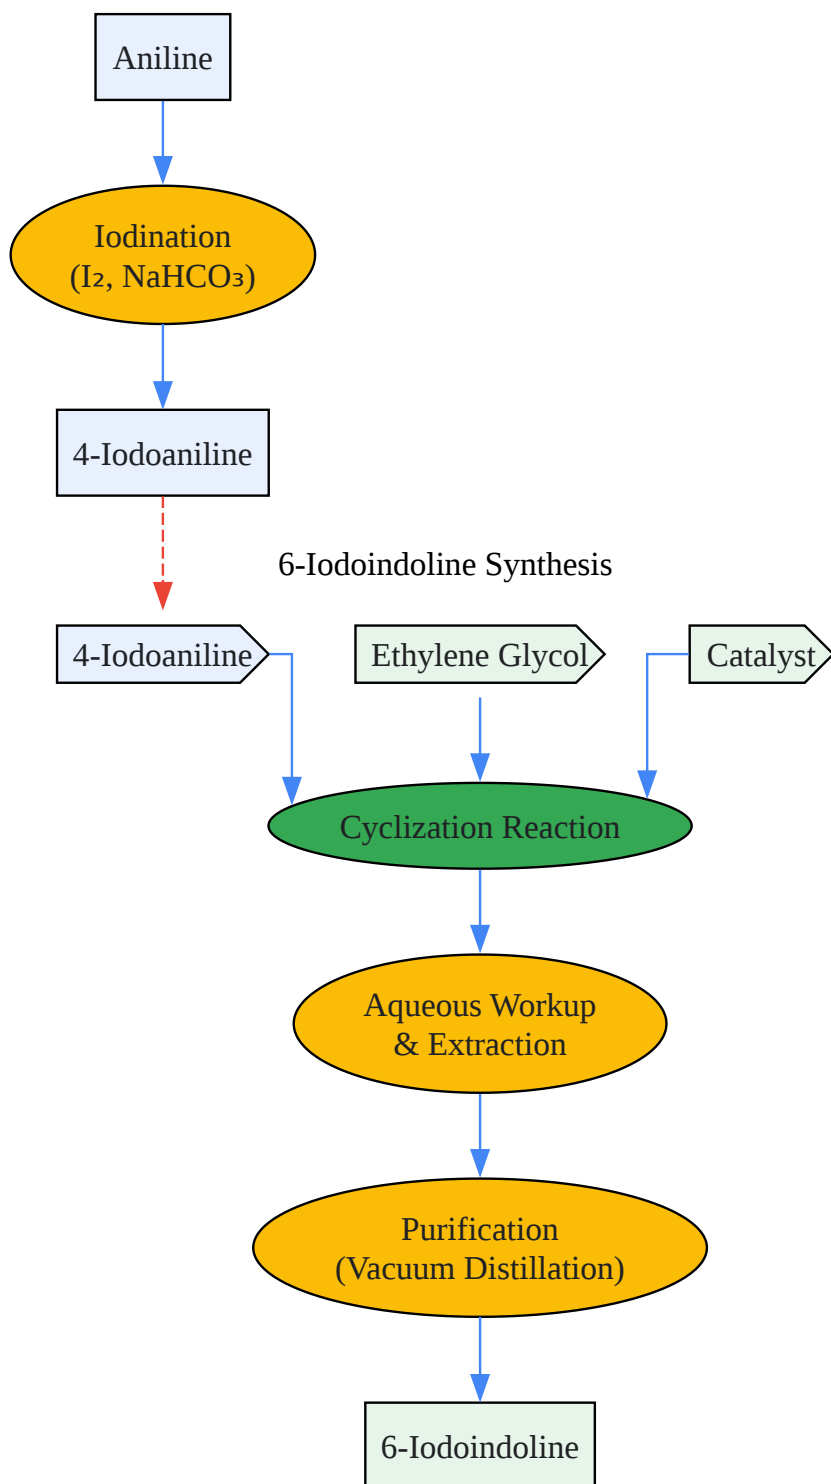 Aniline
Iodination
(I₂, NaHCO₃)
4-Iodoaniline
6-Iodoindoline Synthesis
4-Iodoaniline
Ethylene Glycol
Catalyst
Cyclization Reaction
Aqueous Workup
& Extraction
Purification
(Vacuum Distillation)
6-Iodoindoline